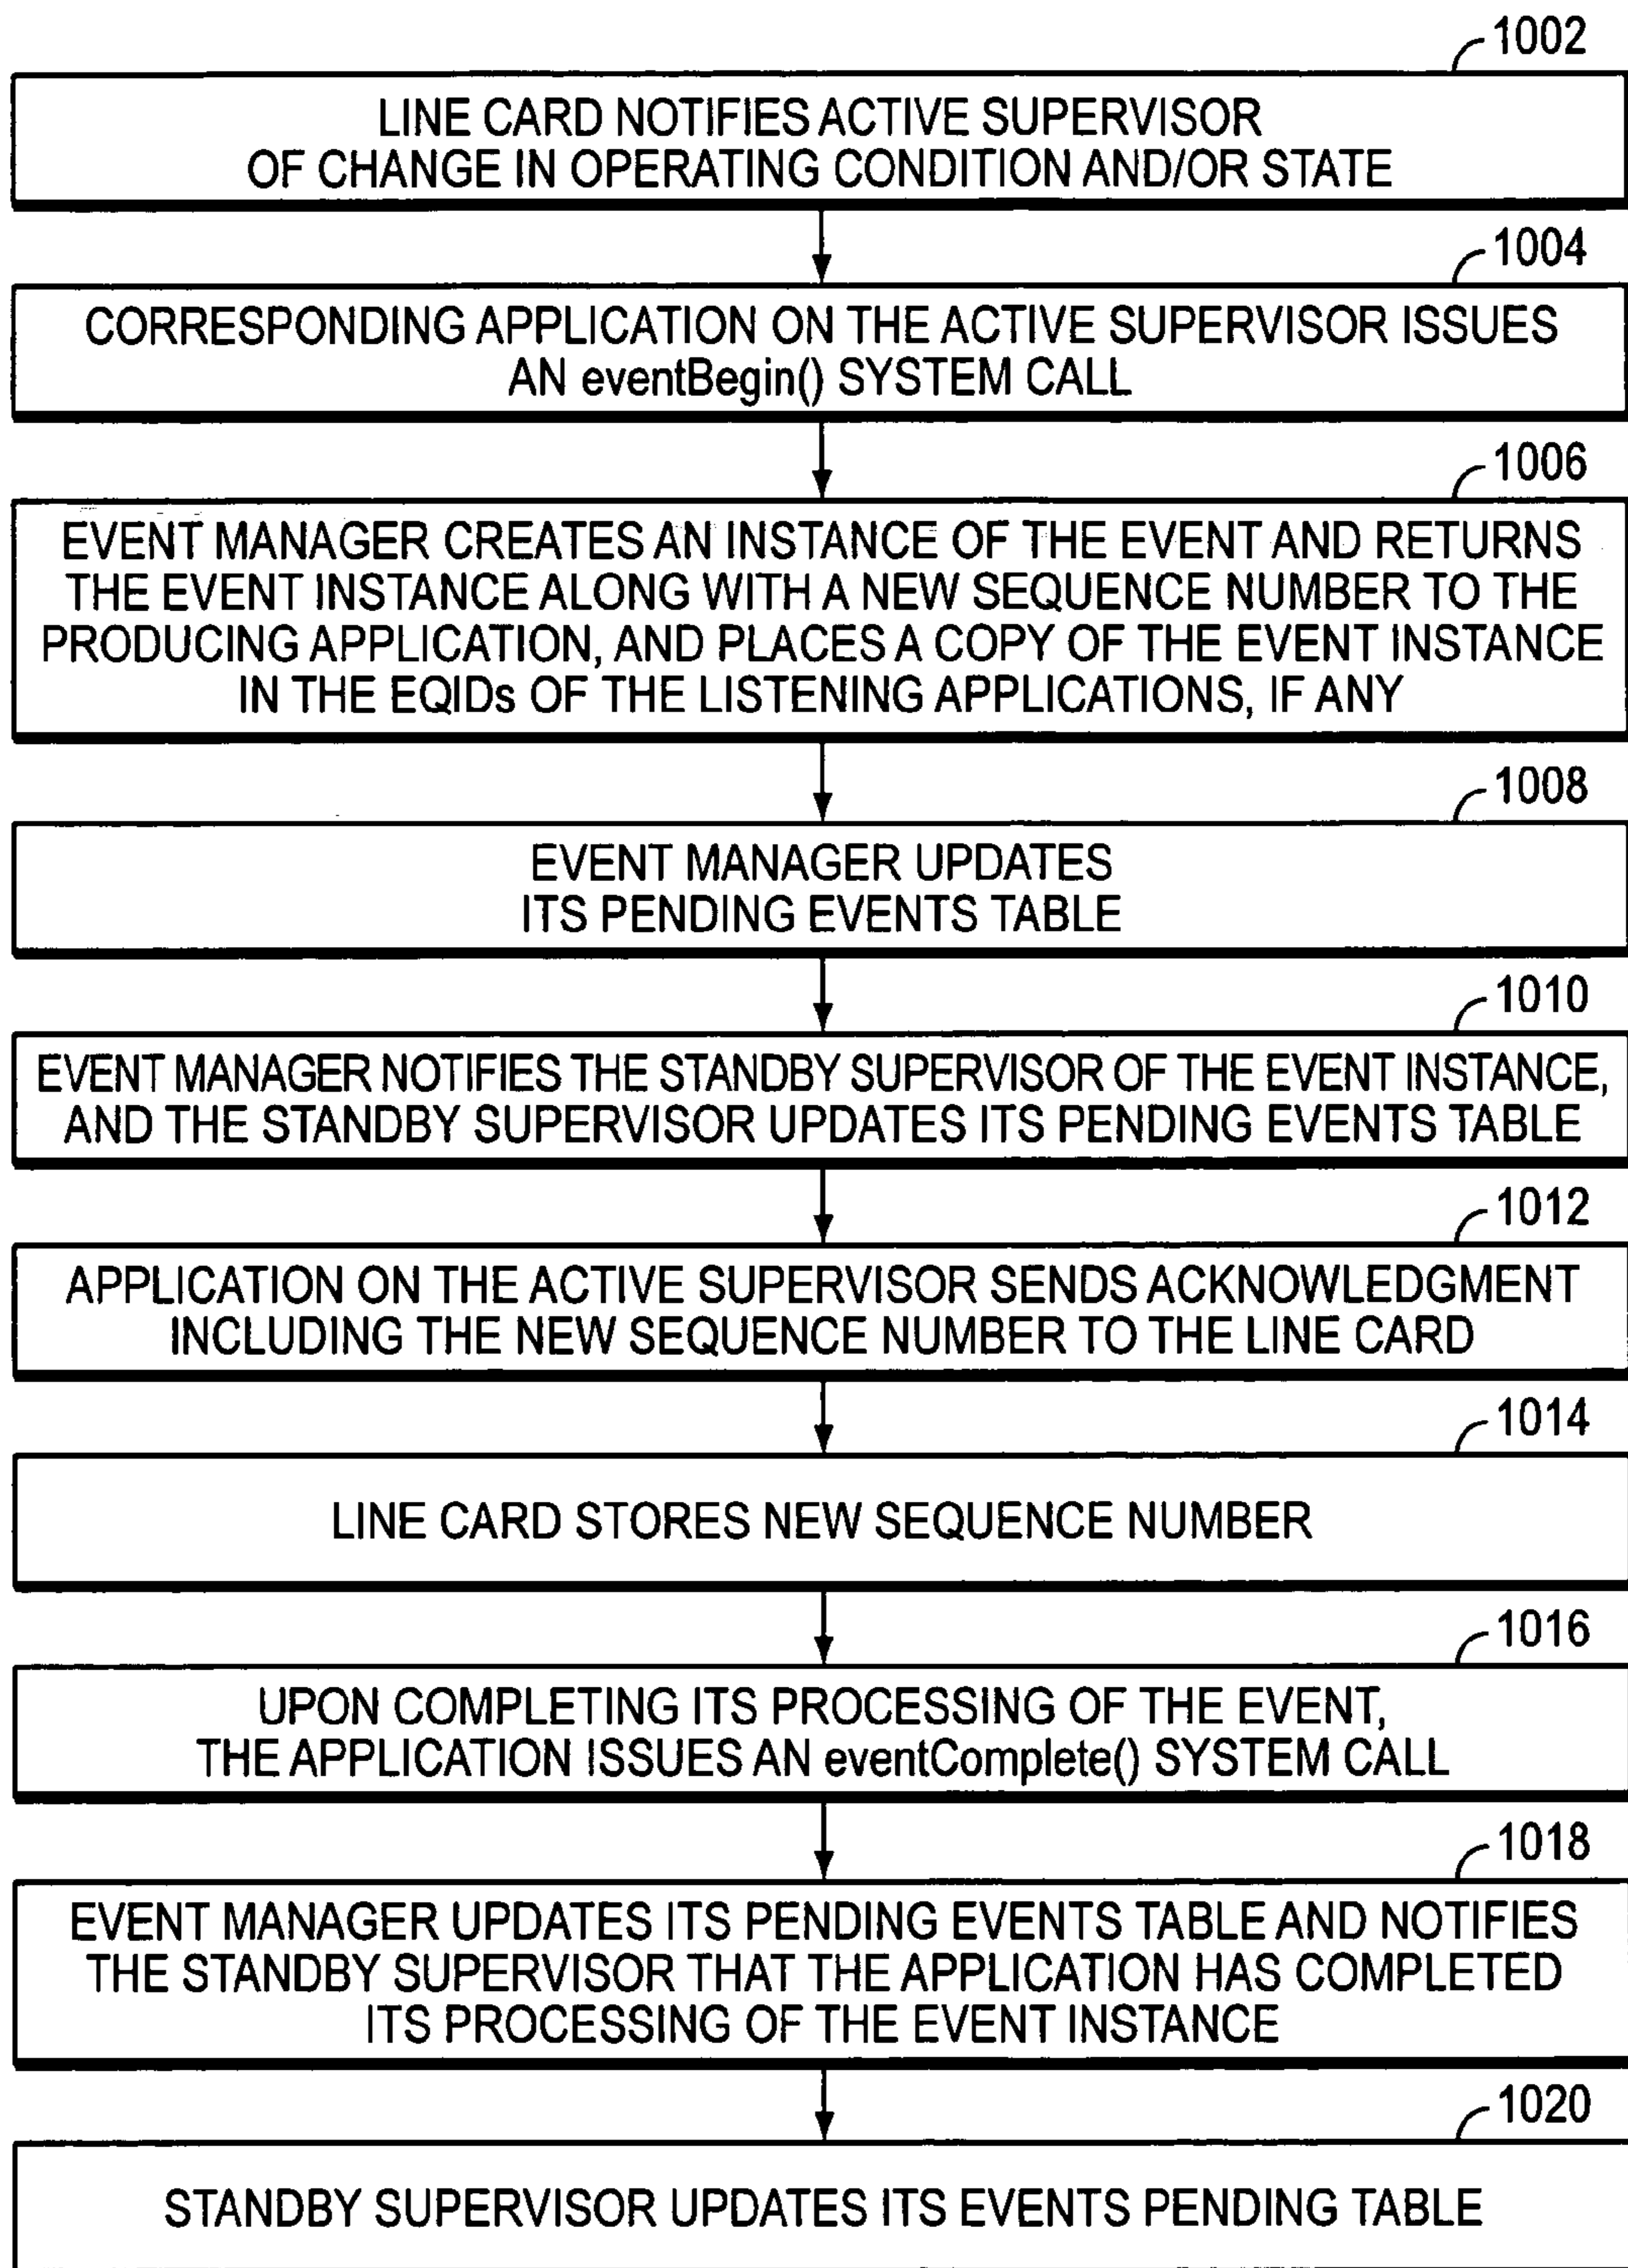 1002
LINE CARD NOTIFIES ACTIVE SUPERVISOR
OF CHANGE IN OPERATING CONDITION AND/OR STATE
1004
CORRESPONDING APPLICATION ON THE ACTIVE SUPERVISOR ISSUES
AN eventBegin() SYSTEM CALL
1006
EVENT MANAGER CREATES AN INSTANCE OF THE EVENT AND RETURNS
THE EVENT INSTANCE ALONG WITH A NEW SEQUENCE NUMBER TO THE
PRODUCING APPLICATION, AND PLACES A COPY OF THE EVENT INSTANCE
IN THE EQIDs OF THE LISTENING APPLICATIONS, IF ANY
1008
EVENT MANAGER UPDATES
ITS PENDING EVENTS TABLE
1010
EVENT MANAGER NOTIFIES THE STANDBY SUPERVISOR OF THE EVENT INSTANCE,
AND THE STANDBY SUPERVISOR UPDATES ITS PENDING EVENTS TABLE
1012
APPLICATION ON THE ACTIVE SUPERVISOR SENDS ACKNOWLEDGMENT
INCLUDING THE NEW SEQUENCE NUMBER TO THE LINE CARD
1014
LINE CARD STORES NEW SEQUENCE NUMBER
1016
UPON COMPLETING ITS PROCESSING OF THE EVENT,
THE APPLICATION ISSUES AN eventComplete() SYSTEM CALL
1018
EVENT MANAGER UPDATES ITS PENDING EVENTS TABLE AND NOTIFIES
THE STANDBY SUPERVISOR THAT THE APPLICATION HAS COMPLETED
ITS PROCESSING OF THE EVENT INSTANCE
1020
STANDBY SUPERVISOR UPDATES ITS EVENTS PENDING TABLE